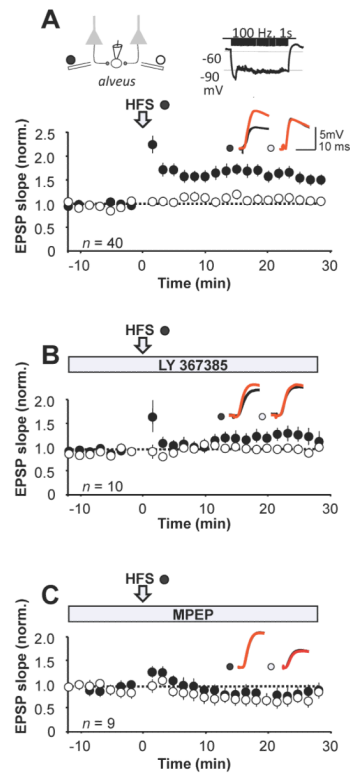 A
100 Hz, 1s
-60
-90
mV
alveus
HFS
5mV
10 ms
EPSP slope (norm.)
2.5
2.0
1.5
1.0
0.5
0
n = 40
-10 0 10 20 30
Time (min)
B
HFS
LY 367385
EPSP slope (norm.)
2.0
1.5
1.0
0.5
0
n = 10
-10 0 10 20 30
Time (min)
C
HFS
MPEP
EPSP slope (norm.)
2.0
1.5
1.0
0.5
0
n = 9
-10 0 10 20 30
Time (min)